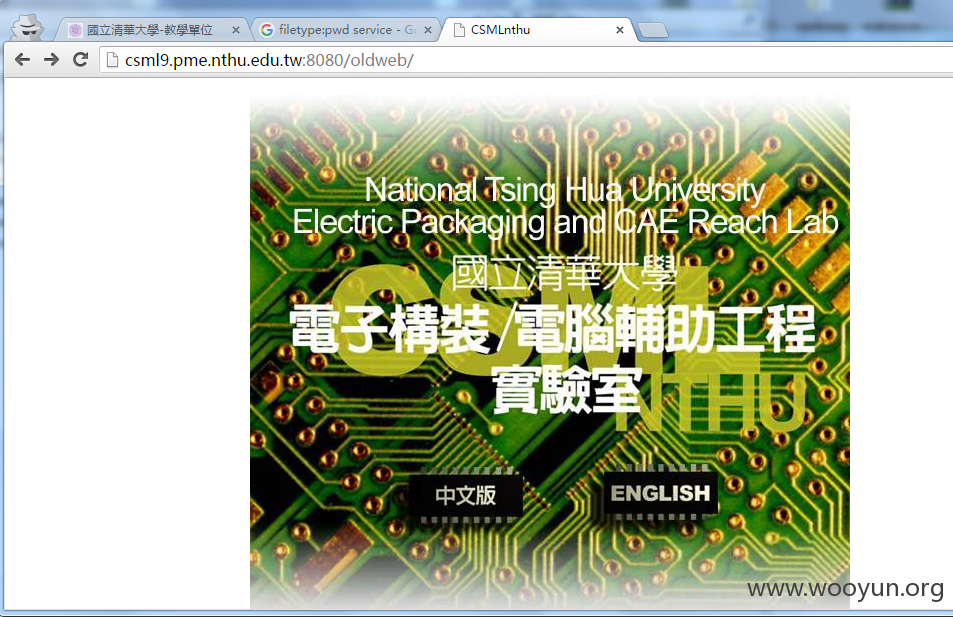 國立清華大學-教學單位
filetype:pwd service - G
CSMLnthu
csml9.pme.nthu.edu.tw:8080/oldweb/
National Tsing Hua University
Electric Packaging and CAE Reach Lab
國立清華大學
電子構裝/電腦輔助工程
實驗室
CSML
NTHU
中文版
ENGLISH
www.wooyun.org